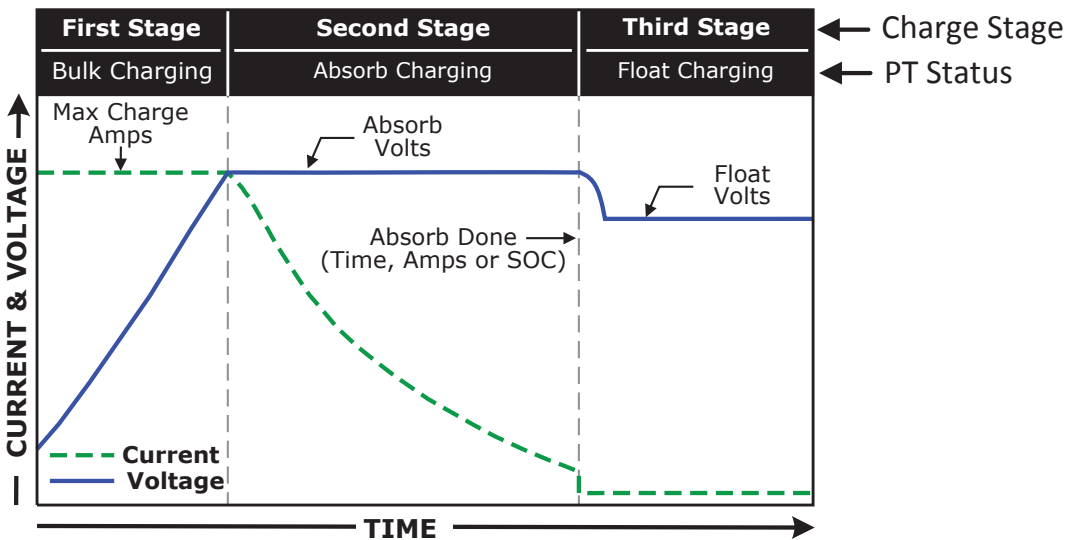 First Stage
Second Stage
Third Stage
Charge Stage
Bulk Charging
Absorb Charging
Float Charging
PT Status
Max Charge
Amps
Absorb
Volts
Float
Volts
Absorb Done
(Time, Amps or SOC)
CURRENT & VOLTAGE
Current
Voltage
TIME